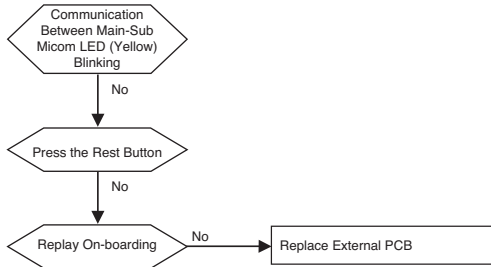 Communication
Between Main-Sub
Micom LED (Yellow)
Blinking
No
Press the Rest Button
No
Replay On-boarding
No
Replace External PCB